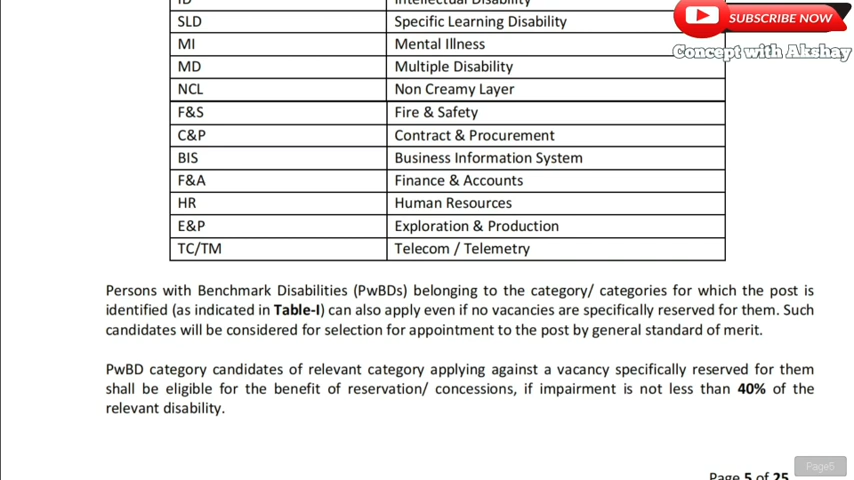 ID Intellectual Disability
SUBSCRIBE NOW
SLD Specific Learning Disability
MI Mental Illness
Concept with Akshay
MD Multiple Disability
NCL Non Creamy Layer
F&S Fire & Safety
C&P Contract & Procurement
BIS Business Information System
F&A Finance & Accounts
HR Human Resources
E&P Exploration & Production
TC/TM Telecom / Telemetry
Persons with Benchmark Disabilities (PwBDs) belonging to the category/ categories for which the post is
identified (as indicated in Table-I) can also apply even if no vacancies are specifically reserved for them. Such
candidates will be considered for selection for appointment to the post by general standard of merit.
PwBD category candidates of relevant category applying against a vacancy specifically reserved for them
shall be eligible for the benefit of reservation/ concessions, if impairment is not less than 40% of the
relevant disability.
Page5
Page 5 of 25